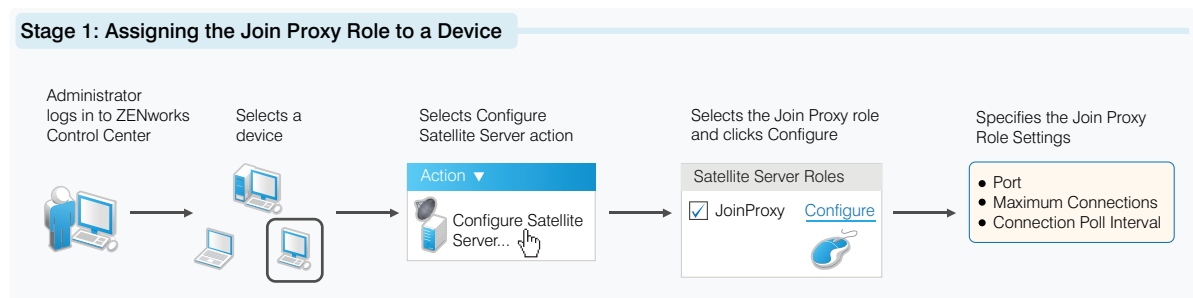 Stage 1: Assigning the Join Proxy Role to a Device
Administrator
logs in to ZENworks
Control Center
Selects a
device
Selects Configure
Satellite Server action
Action ▼
Configure Satellite
Server...
Selects the Join Proxy role
and clicks Configure
Satellite Server Roles
JoinProxy Configure
Specifies the Join Proxy
Role Settings
● Port
● Maximum Connections
● Connection Poll Interval